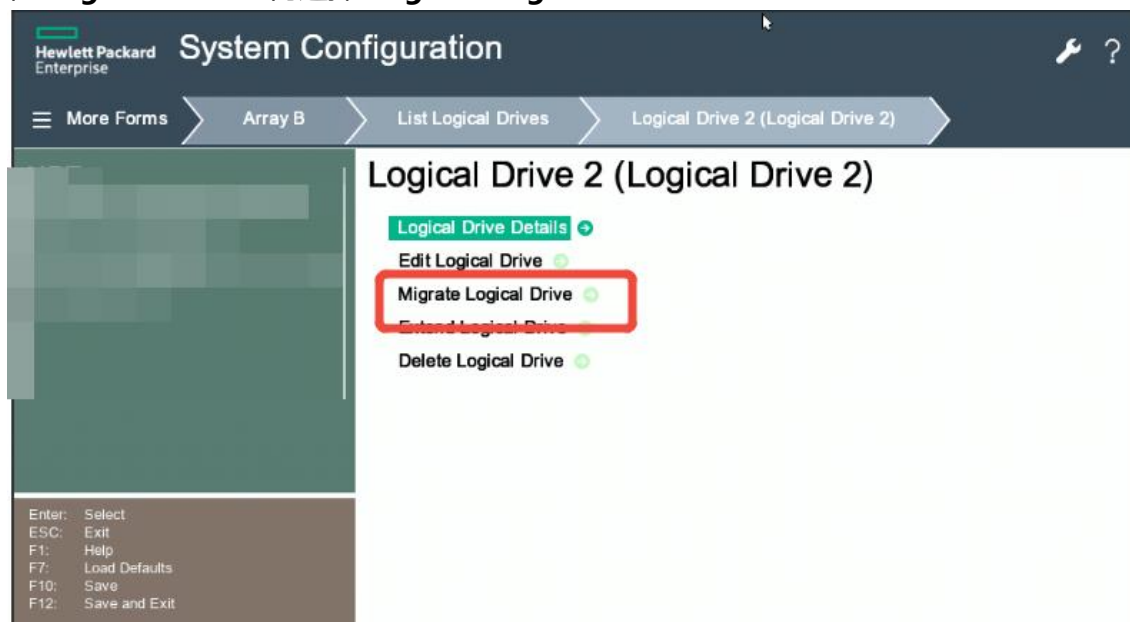 Hewlett Packard
Enterprise
System Configuration
?
More Forms
Array B
List Logical Drives
Logical Drive 2 (Logical Drive 2)
Logical Drive 2 (Logical Drive 2)
Logical Drive Details
Edit Logical Drive
Migrate Logical Drive
Extend Logical Drive
Delete Logical Drive
Enter: Select
ESC: Exit
F1: Help
F7: Load Defaults
F10: Save
F12: Save and Exit